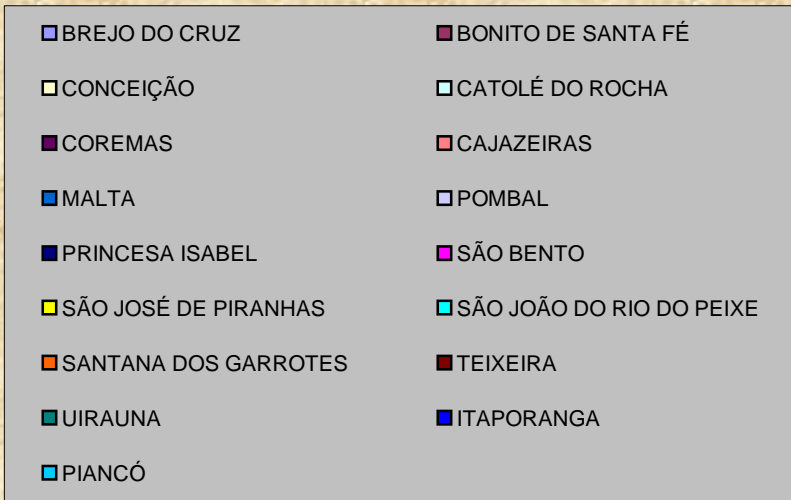 BREJO DO CRUZ BONITO DE SANTA FÉ
CONCEIÇÃO CATOLÉ DO ROCHA
COREMAS CAJAZEIRAS
MALTA POMBAL
PRINCESA ISABEL SÃO BENTO
SÃO JOSÉ DE PIRANHAS SÃO JOÃO DO RIO DO PEIXE
SANTANA DOS GARROTES TEIXEIRA
UIRAUNA ITAPORANGA
PIANCÓ